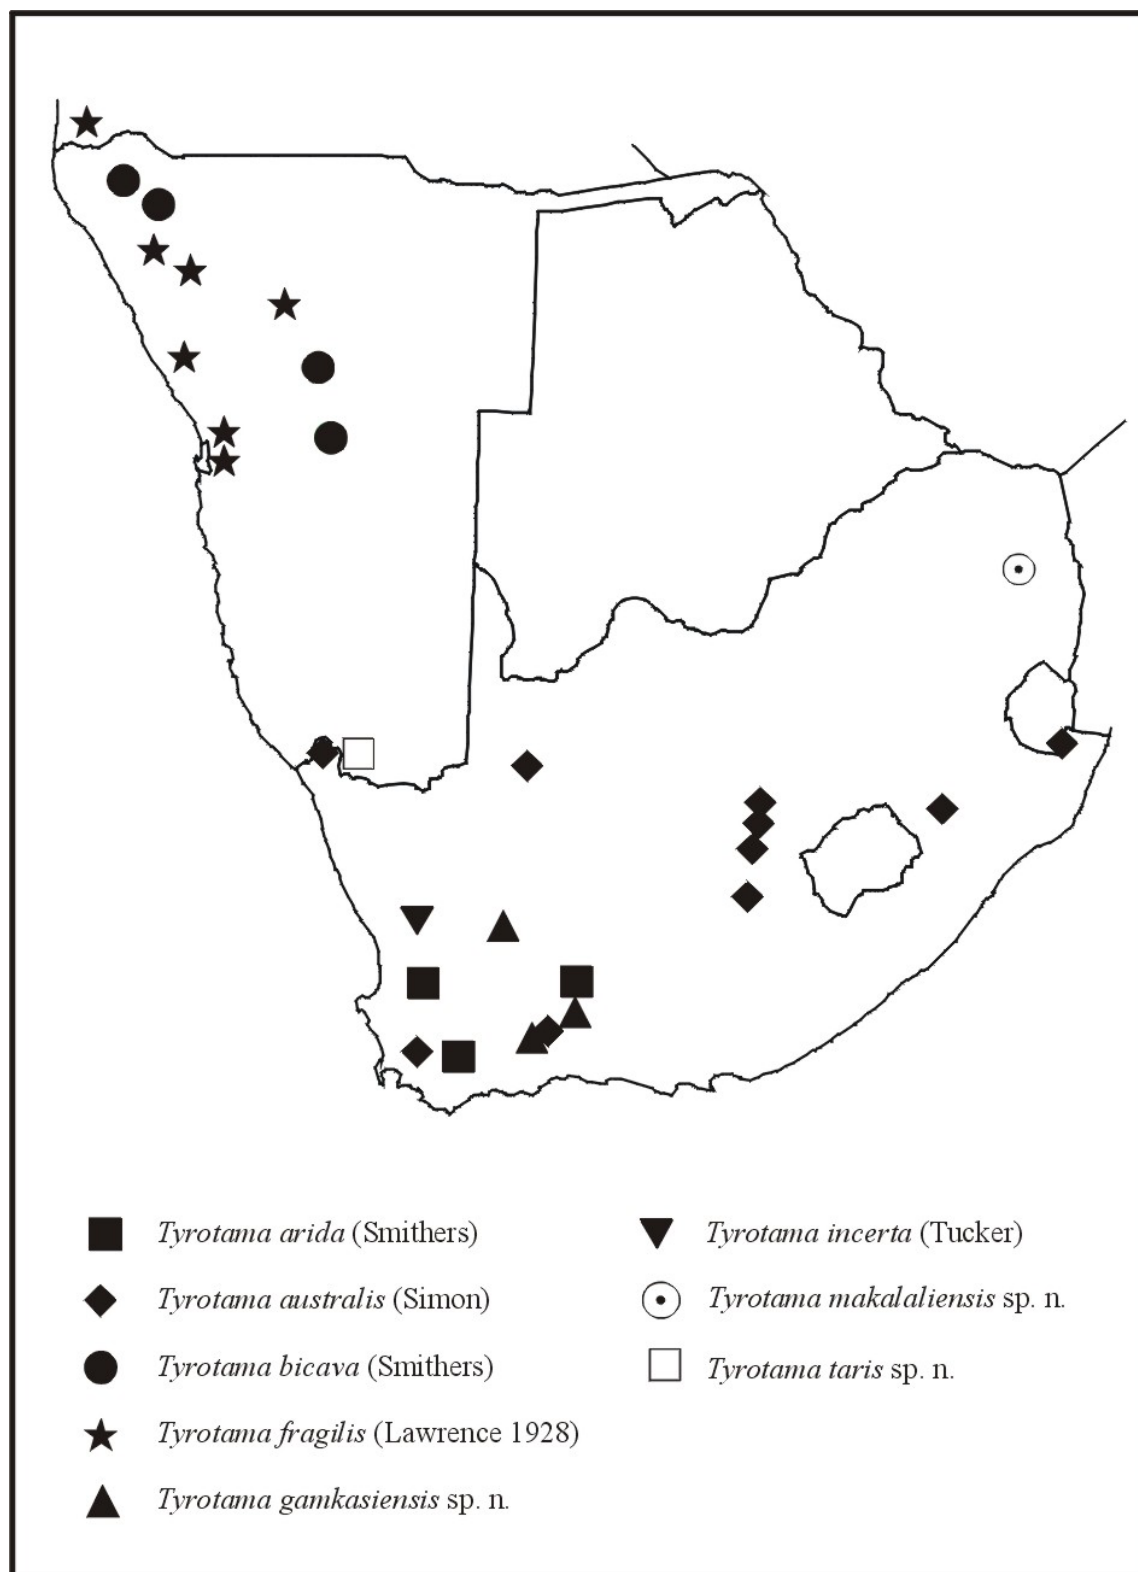 Tyrotama arida (Smithers)
Tyrotama australis (Simon)
Tyrotama bicava (Smithers)
Tyrotama fragilis (Lawrence 1928)
Tyrotama gamkasiensis sp. n.
Tyrotama incerta (Tucker)
Tyrotama makalaliensis sp. n.
Tyrotama taris sp. n.